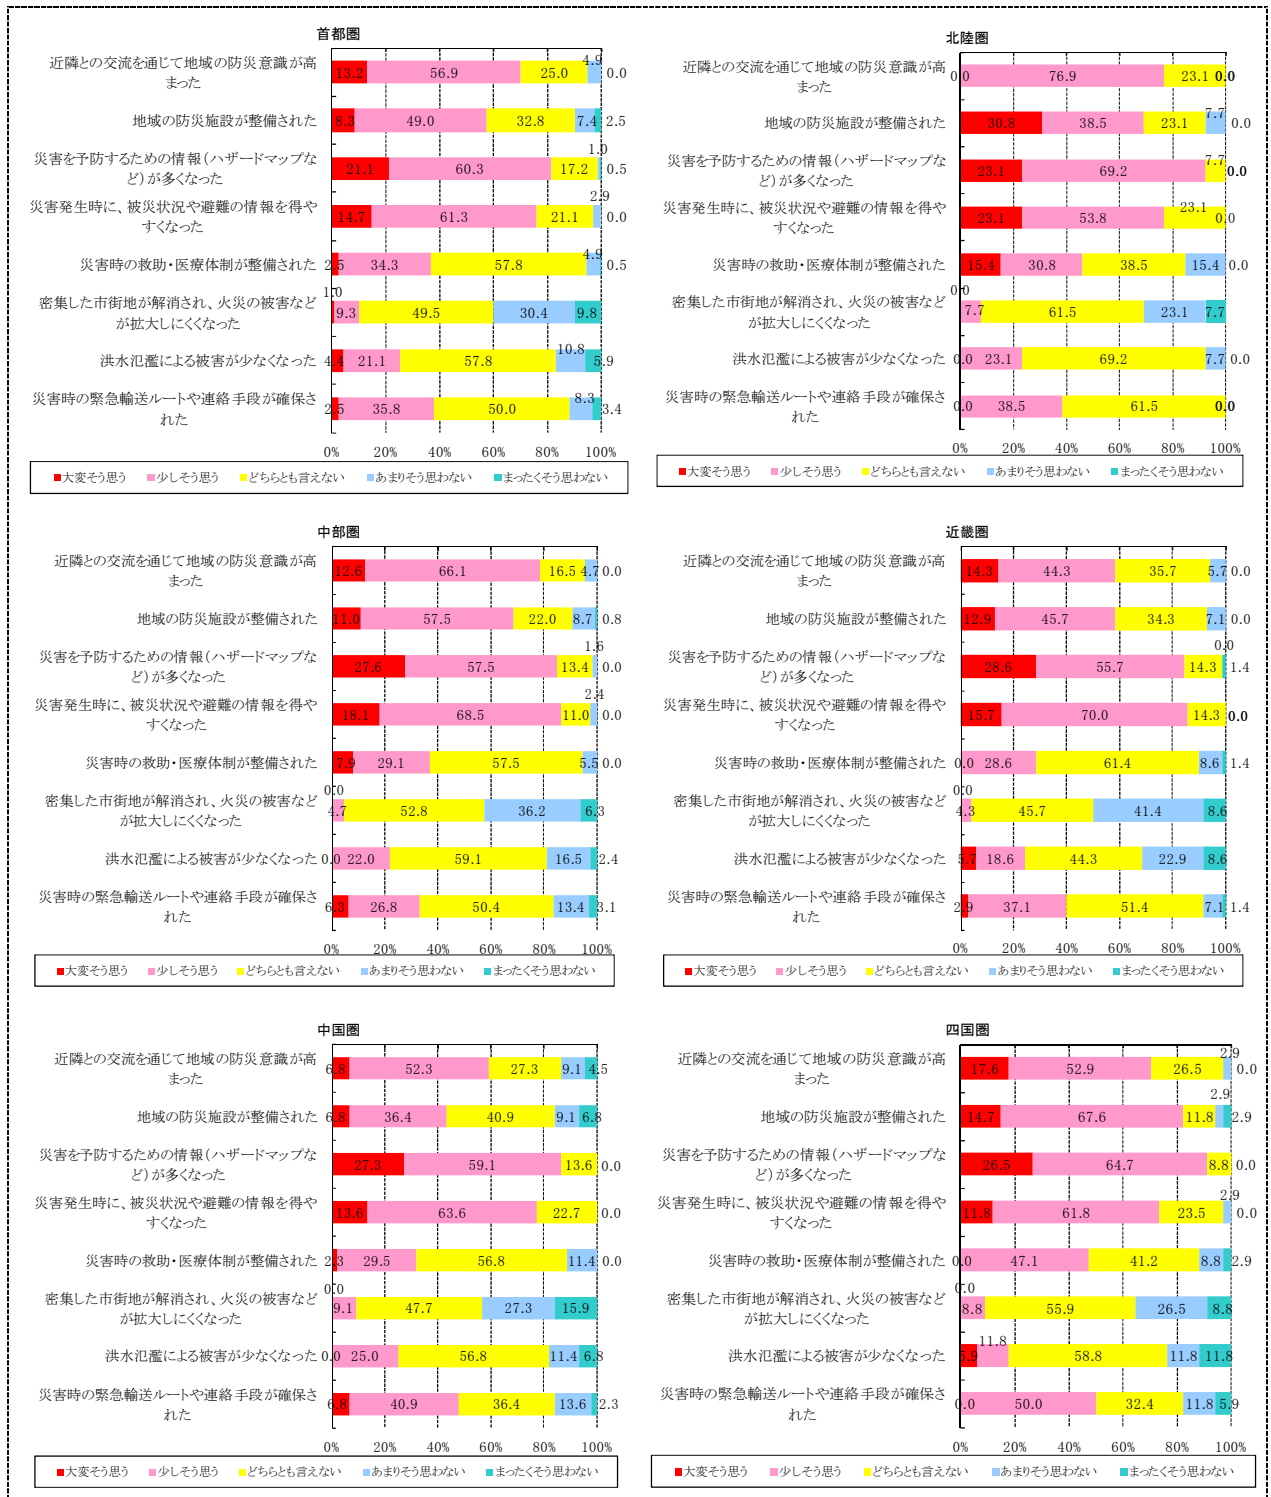 首都圏
近隣との交流を通じて地域の防災意識が高
まった
13.2 56.9 25.0 4.9 0.0
地域の防災施設が整備された
8.3 49.0 32.8 7.4 2.5
災害を予防するための情報(ハザードマップな
ど)が多くなった
21.1 60.3 17.2 1.0 0.5
災害発生時に、被災状況や避難の情報を得や
すくなった
14.7 61.3 21.1 2.9 0.0
災害時の救助・医療体制が整備された
2.5 34.3 57.8 4.9 0.5
密集した市街地が解消され、火災の被害など
が拡大しにくくなった
1.0 9.3 49.5 30.4 9.8
洪水氾濫による被害が少なくなった
4.4 21.1 57.8 10.8 5.9
災害時の緊急輸送ルートや連絡手段が確保さ
れた
2.5 35.8 50.0 8.3 3.4
0% 20% 40% 60% 80% 100%
■大変そう思う ■少しそう思う ■どちらとも言えない ■あまりそう思わない ■まったくそう思わない
北陸圏
近隣との交流を通じて地域の防災意識が高
まった
0.0 76.9 23.1 0.0
地域の防災施設が整備された
30.8 38.5 23.1 7.7 0.0
災害を予防するための情報(ハザードマップな
ど)が多くなった
23.1 69.2 7.7 0.0
災害発生時に、被災状況や避難の情報を得や
すくなった
23.1 53.8 23.1 0.0
災害時の救助・医療体制が整備された
15.4 30.8 38.5 15.4 0.0
密集した市街地が解消され、火災の被害など
が拡大しにくくなった
0.0 7.7 61.5 23.1 7.7
洪水氾濫による被害が少なくなった
0.0 23.1 69.2 7.7 0.0
災害時の緊急輸送ルートや連絡手段が確保さ
れた
0.0 38.5 61.5 0.0
0% 20% 40% 60% 80% 100%
■大変そう思う ■少しそう思う ■どちらとも言えない ■あまりそう思わない ■まったくそう思わない
中部圏
近隣との交流を通じて地域の防災意識が高
まった
12.6 66.1 16.5 4.7 0.0
地域の防災施設が整備された
11.0 57.5 22.0 8.7 0.8
災害を予防するための情報(ハザードマップな
ど)が多くなった
27.6 57.5 13.4 1.6 0.0
災害発生時に、被災状況や避難の情報を得や
すくなった
18.1 68.5 11.0 2.4 0.0
災害時の救助・医療体制が整備された
7.9 29.1 57.5 5.5 0.0
密集した市街地が解消され、火災の被害など
が拡大しにくくなった
0.0 4.7 52.8 36.2 6.3
洪水氾濫による被害が少なくなった
0.0 22.0 59.1 16.5 2.4
災害時の緊急輸送ルートや連絡手段が確保さ
れた
6.3 26.8 50.4 13.4 3.1
0% 20% 40% 60% 80% 100%
■大変そう思う ■少しそう思う ■どちらとも言えない ■あまりそう思わない ■まったくそう思わない
近畿圏
近隣との交流を通じて地域の防災意識が高
まった
14.3 44.3 35.7 5.7 0.0
地域の防災施設が整備された
12.9 45.7 34.3 7.1 0.0
災害を予防するための情報(ハザードマップな
ど)が多くなった
28.6 55.7 14.3 0.0 1.4
災害発生時に、被災状況や避難の情報を得や
すくなった
15.7 70.0 14.3 0.0
災害時の救助・医療体制が整備された
0.0 28.6 61.4 8.6 1.4
密集した市街地が解消され、火災の被害など
が拡大しにくくなった
0.0 4.3 45.7 41.4 8.6
洪水氾濫による被害が少なくなった
5.7 18.6 44.3 22.9 8.6
災害時の緊急輸送ルートや連絡手段が確保さ
れた
2.9 37.1 51.4 7.1 1.4
0% 20% 40% 60% 80% 100%
■大変そう思う ■少しそう思う ■どちらとも言えない ■あまりそう思わない ■まったくそう思わない
中国圏
近隣との交流を通じて地域の防災意識が高
まった
6.8 52.3 27.3 9.1 4.5
地域の防災施設が整備された
6.8 36.4 40.9 9.1 6.8
災害を予防するための情報(ハザードマップな
ど)が多くなった
27.3 59.1 13.6 0.0
災害発生時に、被災状況や避難の情報を得や
すくなった
13.6 63.6 22.7 0.0
災害時の救助・医療体制が整備された
2.3 29.5 56.8 11.4 0.0
密集した市街地が解消され、火災の被害など
が拡大しにくくなった
0.0 9.1 47.7 27.3 15.9
洪水氾濫による被害が少なくなった
0.0 25.0 56.8 11.4 6.8
災害時の緊急輸送ルートや連絡手段が確保さ
れた
6.8 40.9 36.4 13.6 2.3
0% 20% 40% 60% 80% 100%
■大変そう思う ■少しそう思う ■どちらとも言えない ■あまりそう思わない ■まったくそう思わない
四国圏
近隣との交流を通じて地域の防災意識が高
まった
17.6 52.9 26.5 2.9 0.0
地域の防災施設が整備された
14.7 67.6 11.8 2.9 2.9
災害を予防するための情報(ハザードマップな
ど)が多くなった
26.5 64.7 8.8 0.0
災害発生時に、被災状況や避難の情報を得や
すくなった
11.8 61.8 23.5 2.9 0.0
災害時の救助・医療体制が整備された
0.0 47.1 41.2 8.8 2.9
密集した市街地が解消され、火災の被害など
が拡大しにくくなった
0.0 8.8 55.9 26.5 8.8
洪水氾濫による被害が少なくなった
5.9 11.8 58.8 11.8 11.8
災害時の緊急輸送ルートや連絡手段が確保さ
れた
0.0 50.0 32.4 11.8 5.9
0% 20% 40% 60% 80% 100%
■大変そう思う ■少しそう思う ■どちらとも言えない ■あまりそう思わない ■まったくそう思わない